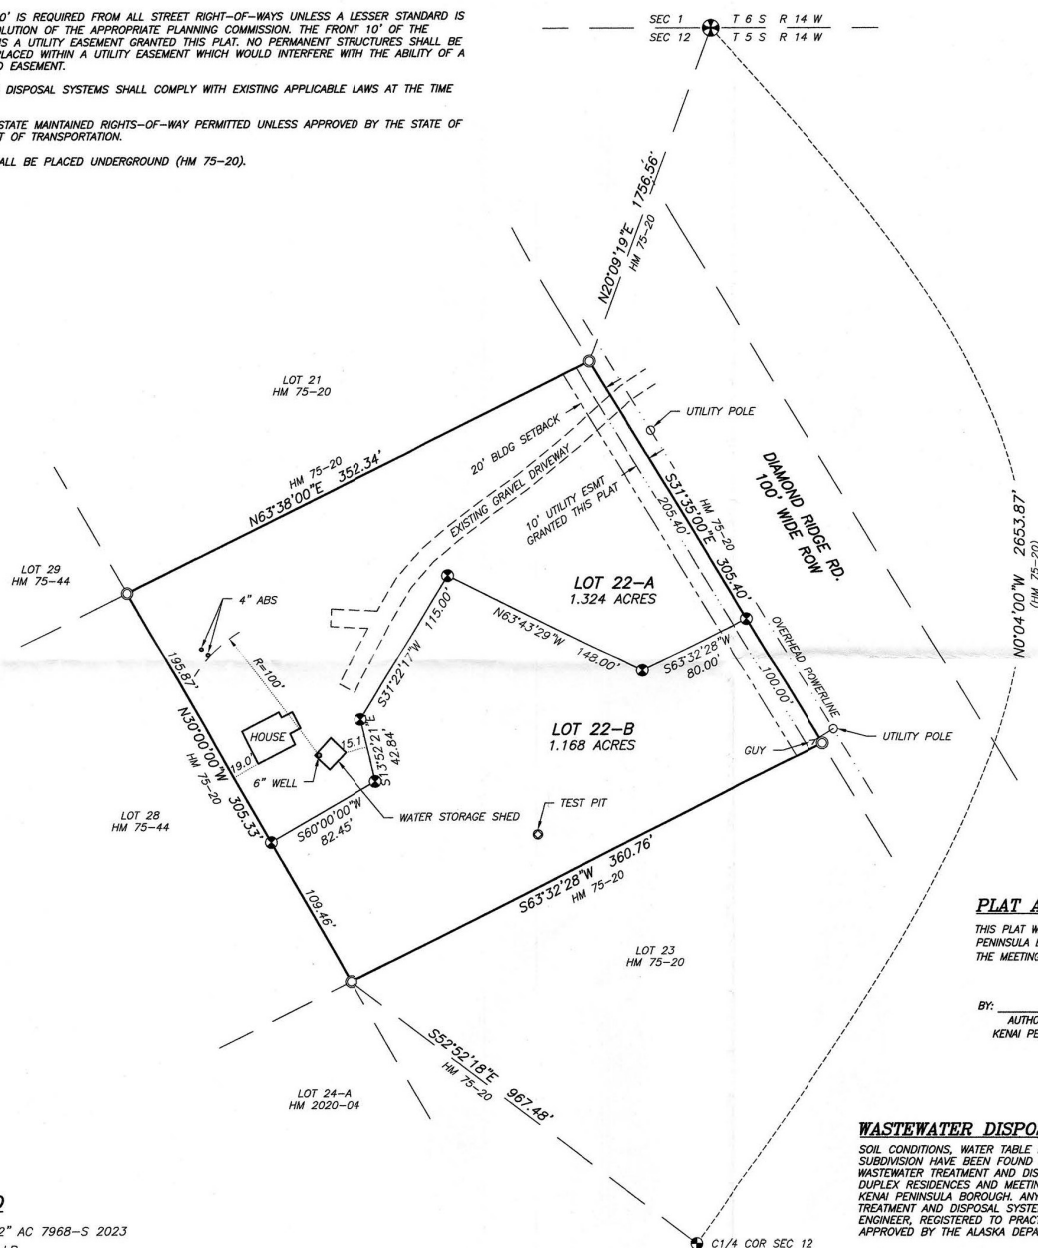 0' IS REQUIRED FROM ALL STREET RIGHT-OF-WAYS UNLESS A LESSER STANDARD IS
LUTION OF THE APPROPRIATE PLANNING COMMISSION. THE FRONT 10' OF THE
S A UTILITY EASEMENT GRANTED THIS PLAT. NO PERMANENT STRUCTURES SHALL BE
LACED WITHIN A UTILITY EASEMENT WHICH WOULD INTERFERE WITH THE ABILITY OF A
EASEMENT.
DISPOSAL SYSTEMS SHALL COMPLY WITH EXISTING APPLICABLE LAWS AT THE TIME
STATE MAINTAINED RIGHTS-OF-WAY PERMITTED UNLESS APPROVED BY THE STATE OF
T OF TRANSPORTATION.
ALL BE PLACED UNDERGROUND (HM 75-20).
SEC 1 T 6 S R 14 W
SEC 12 T 5 S R 14 W
N20°09'19"E 1756.56'
HM 75-20
LOT 21
HM 75-20
HM 75-20
N63°38'00"E 352.34'
20' BLDG SETBACK
EXISTING GRAVEL DRIVEWAY
10' UTILITY ESMT
GRANTED THIS PLAT
UTILITY POLE
DIAMOND RIDGE RD.
100' WIDE ROW
HM 75-20
S31°35'00"E 305.40'
205.40'
N0°04'00"W 2653.87'
(HM 75-20)
LOT 29
HM 75-44
4" ABS
LOT 22-A
1.324 ACRES
N63°43'29"W
148.00'
S63°32'28"W
80.00'
S31°22'17"W 115.00'
OVERHEAD POWERLINE
100.00'
195.87'
R=100'
N30°00'00"W 305.33'
HM 75-20
HOUSE
19.0'
15.1'
S13°52'21"E
42.84'
LOT 22-B
1.168 ACRES
GUY
UTILITY POLE
6" WELL
WATER STORAGE SHED
TEST PIT
LOT 28
HM 75-44
S60°00'00"W
82.45'
109.46'
S63°32'28"W 360.76'
HM 75-20
LOT 23
HM 75-20
PLAT A
THIS PLAT W
PENINSULA
THE MEETING
BY:
AUTHO
KENAI PE
S52°52'18"E 967.48'
HM 75-20
LOT 24-A
HM 2020-04
WASTEWATER DISPO
SOIL CONDITIONS, WATER TABLE
SUBDIVISION HAVE BEEN FOUND
WASTEWATER TREATMENT AND DIS
DUPLEX RESIDENCES AND MEETIN
KENAI PENINSULA BOROUGH. ANY
TREATMENT AND DISPOSAL SYSTE
ENGINEER, REGISTERED TO PRACT
APPROVED BY THE ALASKA DEPA
2" AC 7968-S 2023
C1/4 COR SEC 12